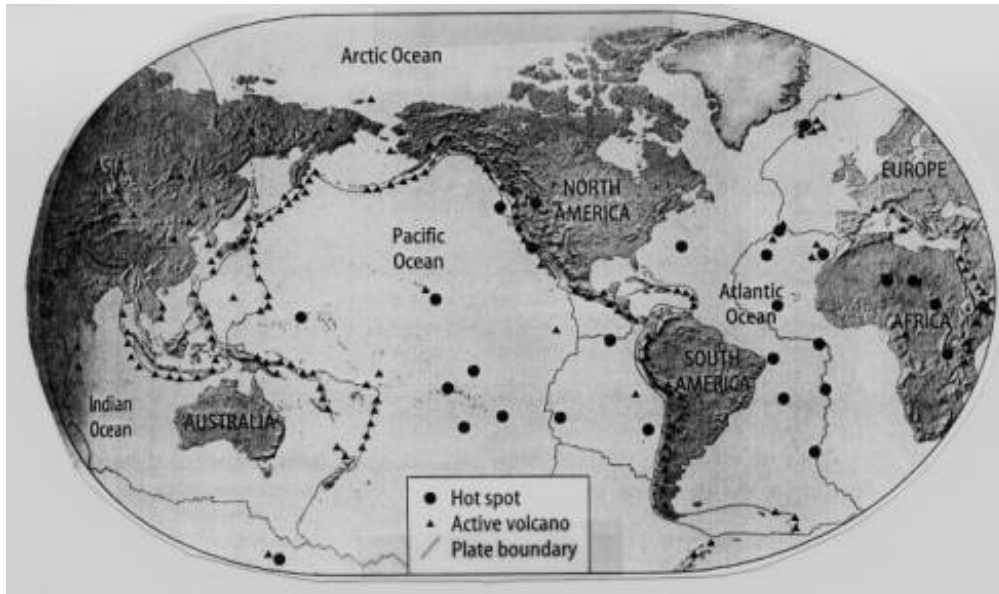 Arctic Ocean
ASIA
NORTH
AMERICA
EUROPE
Pacific
Ocean
Atlantic
Ocean
AFRICA
SOUTH
AMERICA
Indian
Ocean
AUSTRALIA
Hot spot
Active volcano
Plate boundary